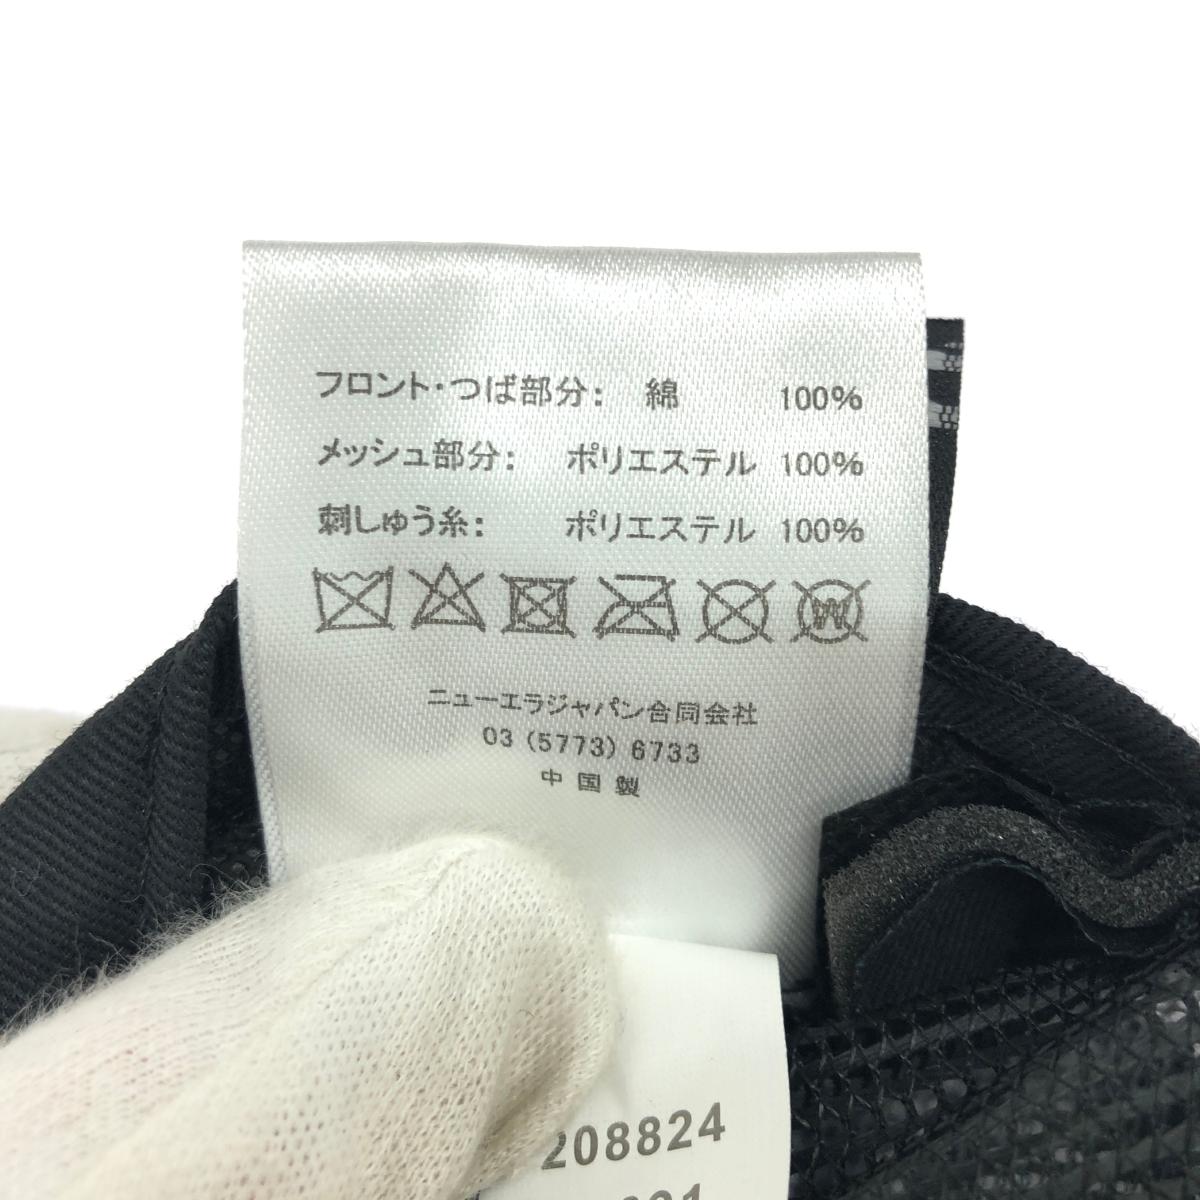 フロント・つば部分: 綿 100%
メッシュ部分: ポリエステル 100%
刺しゅう糸: ポリエステル 100%
W
ニューエラジャパン合同会社
03 (5773) 6733
中国製
208824